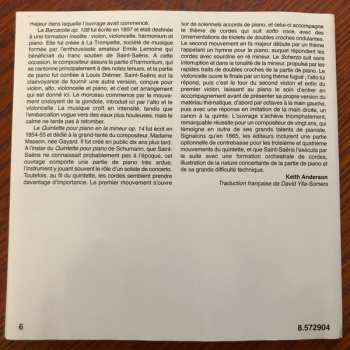 majeur dans laquelle l'ouvrage avait commencé.
La Barcarolle op. 108 fut écrite en 1897 et était destinée
à une formation insolite : violon, violoncelle, harmonium et
piano. Elle fut créée à La Trompette, société de musique
formée par l'enthousiaste amateur Émile Lemoine qui
bénéficiait du franc soutien de Saint-Saëns. À cette
occasion, le compositeur assura la partie d'harmonium, qui
se cantonne principalement à des notes tenues, et la partie
de piano fut confiée à Louis Diémer. Saint-Saëns eut la
clairvoyance de fournir une autre version, conçue pour
violon, alto, violoncelle et piano, et c'est cet arrangement
qui est donné ici. Le morceau commence par le mouve-
ment ondoyant de la gondole, introduit ici par l'alto et le
violoncelle. La musique croît en intensité, tandis que
l'embarcation vogue vers des eaux plus houleuses, mais le
calme ne tarde pas à retomber.
Le Quintette pour piano en la mineur op. 14 fut écrit en
1854-55 et dédié à la grand-tante du compositeur, Madame
Masson, née Gayard. Il fut créé en public dix ans plus tard.
À l'instar du Quintette pour piano de Schumann, que Saint-
Saëns ne connaissait probablement pas à l'époque, cet
ouvrage comporte une partie de piano très ardue,
l'instrument y jouant souvent le rôle d'un soliste de concerto.
Toutefois, au fil du quintette, les cordes semblent prendre
davantage d'importance. Le premier mouvement s'ouvre
sur de solennels accords de piano, et celui-ci accompagne
le thème de cordes qui suit sotto voce, avec des
ornementations de triolets de doubles croches ondulantes.
Le second mouvement en fa majeur débute par un thème
rappelant un hymne pour le piano, auquel répondent les
cordes avec sourdine en ré mineur. Le Scherzo suit sans
interruption et dans la tonalité de la mineur, propulsé par les
rapides traits de doubles croches de la partie de piano. Le
violoncelle ouvre le finale par un long thème fugué ; l'alto lui
répond, puis c'est le tour du second violon et enfin du
premier violon, laissant au piano le soin d'entrer en
accompagnement avant de présenter sa propre version du
matériau thématique, d'abord par octaves à la main gauche,
puis avec une réponse en imitation de la main droite, un
canon à la quinte. L'ouvrage s'achève triomphalement,
remarquable réussite pour un compositeur de vingt ans, qui
témoigne en outre de ses grands talents de pianiste.
Signalons qu'en 1865, les éditeurs incluent une partie
optionnelle de contrebasse pour les troisième et quatrième
mouvements du quintette, et que Saint-Saëns l'exécuta par
la suite avec une formation orchestrale de cordes,
illustration de la nature concertante de la partie de piano et
de sa grande difficulté technique.
Keith Anderson
Traduction française de David Ylla-Somers
6
8.572904